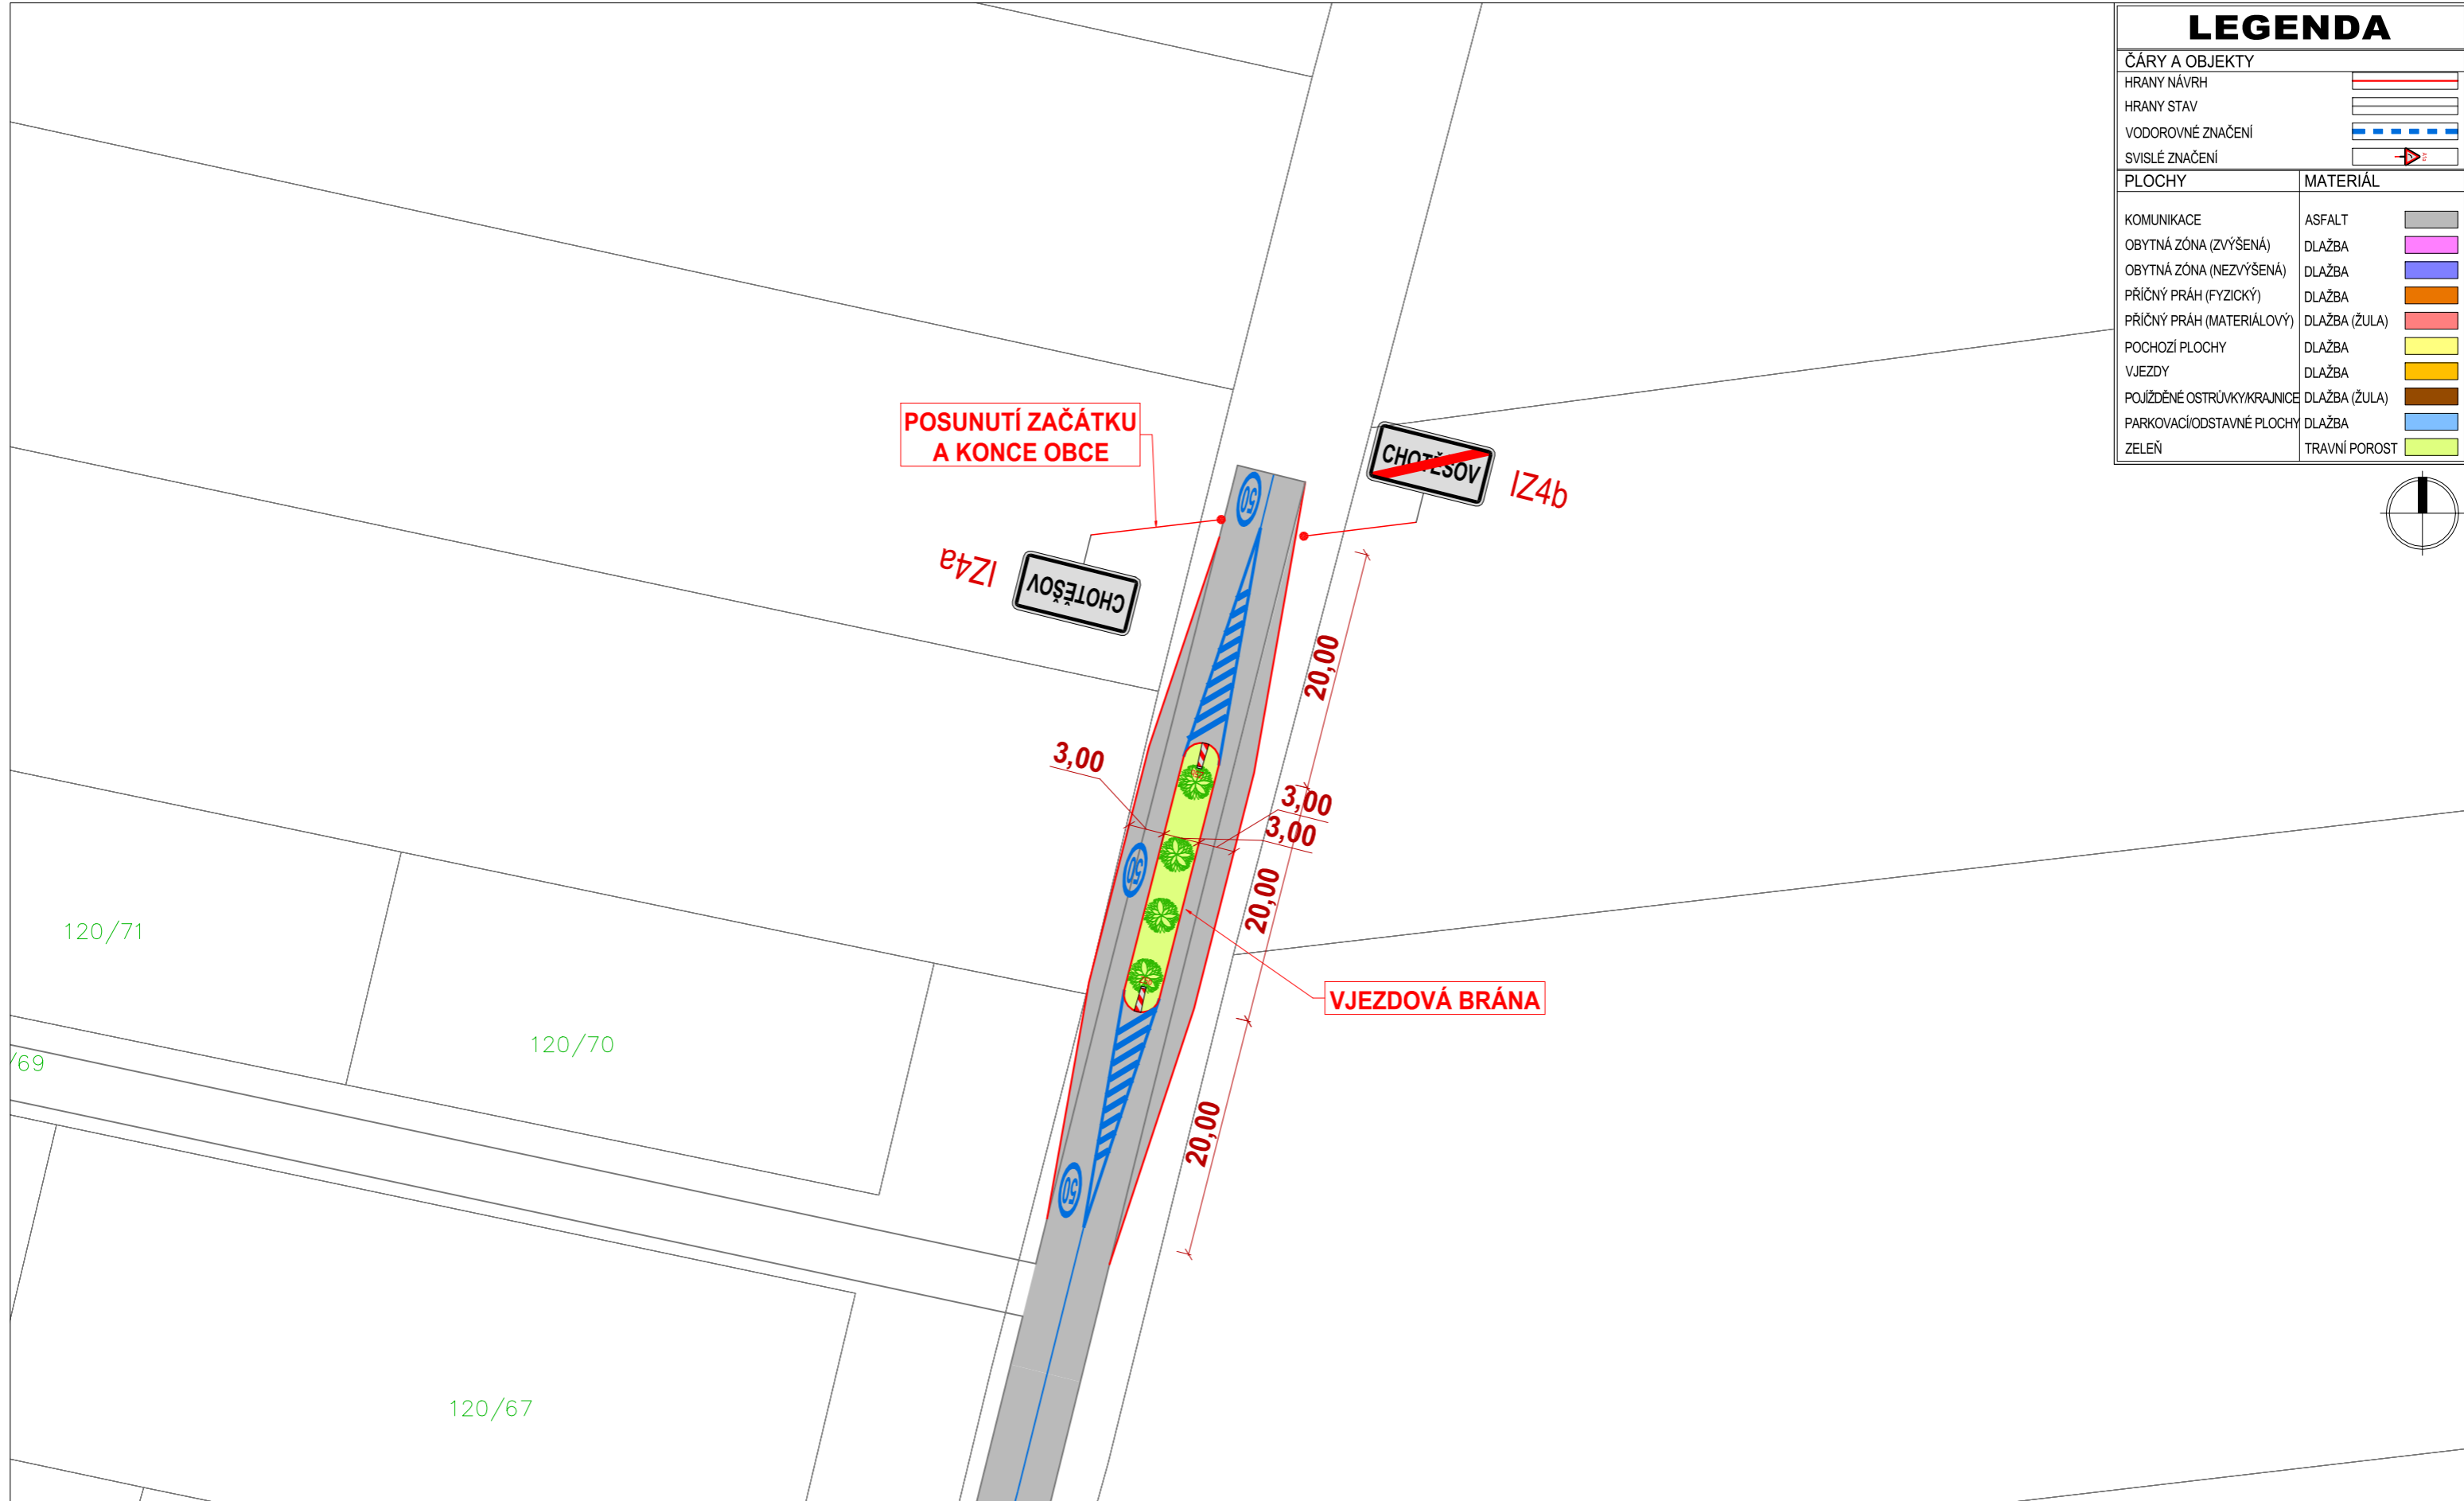 LEGENDA
ČÁRY A OBJEKTY
HRANY NÁVRH
HRANY STAV
VODOROVNÉ ZNAČENÍ
SVISLÉ ZNAČENÍ
PLOCHY MATERIÁL
KOMUNIKACE ASFALT
OBYTNÁ ZÓNA (ZVÝŠENÁ) DLAŽBA
OBYTNÁ ZÓNA (NEZVÝŠENÁ) DLAŽBA
PŘÍČNÝ PRÁH (FYZICKÝ) DLAŽBA
PŘÍČNÝ PRÁH (MATERIÁLOVÝ) DLAŽBA (ŽULA)
POCHOZÍ PLOCHY DLAŽBA
VJEZDY DLAŽBA
POJÍŽDĚNÉ OSTRŮVKY/KRAJNICE DLAŽBA (ŽULA)
PARKOVACÍ/ODSTAVNÉ PLOCHY DLAŽBA
ZELEŇ TRAVNÍ POROST
POSUNUTÍ ZAČÁTKU
A KONCE OBCE
CHOTĚŠOV
IZ4b
50
IZ4a
CHOTĚŠOV
20,00
3,00
3,00
3,00
50
20,00
VJEZDOVÁ BRÁNA
20,00
50
120/71
120/70
/69
120/67